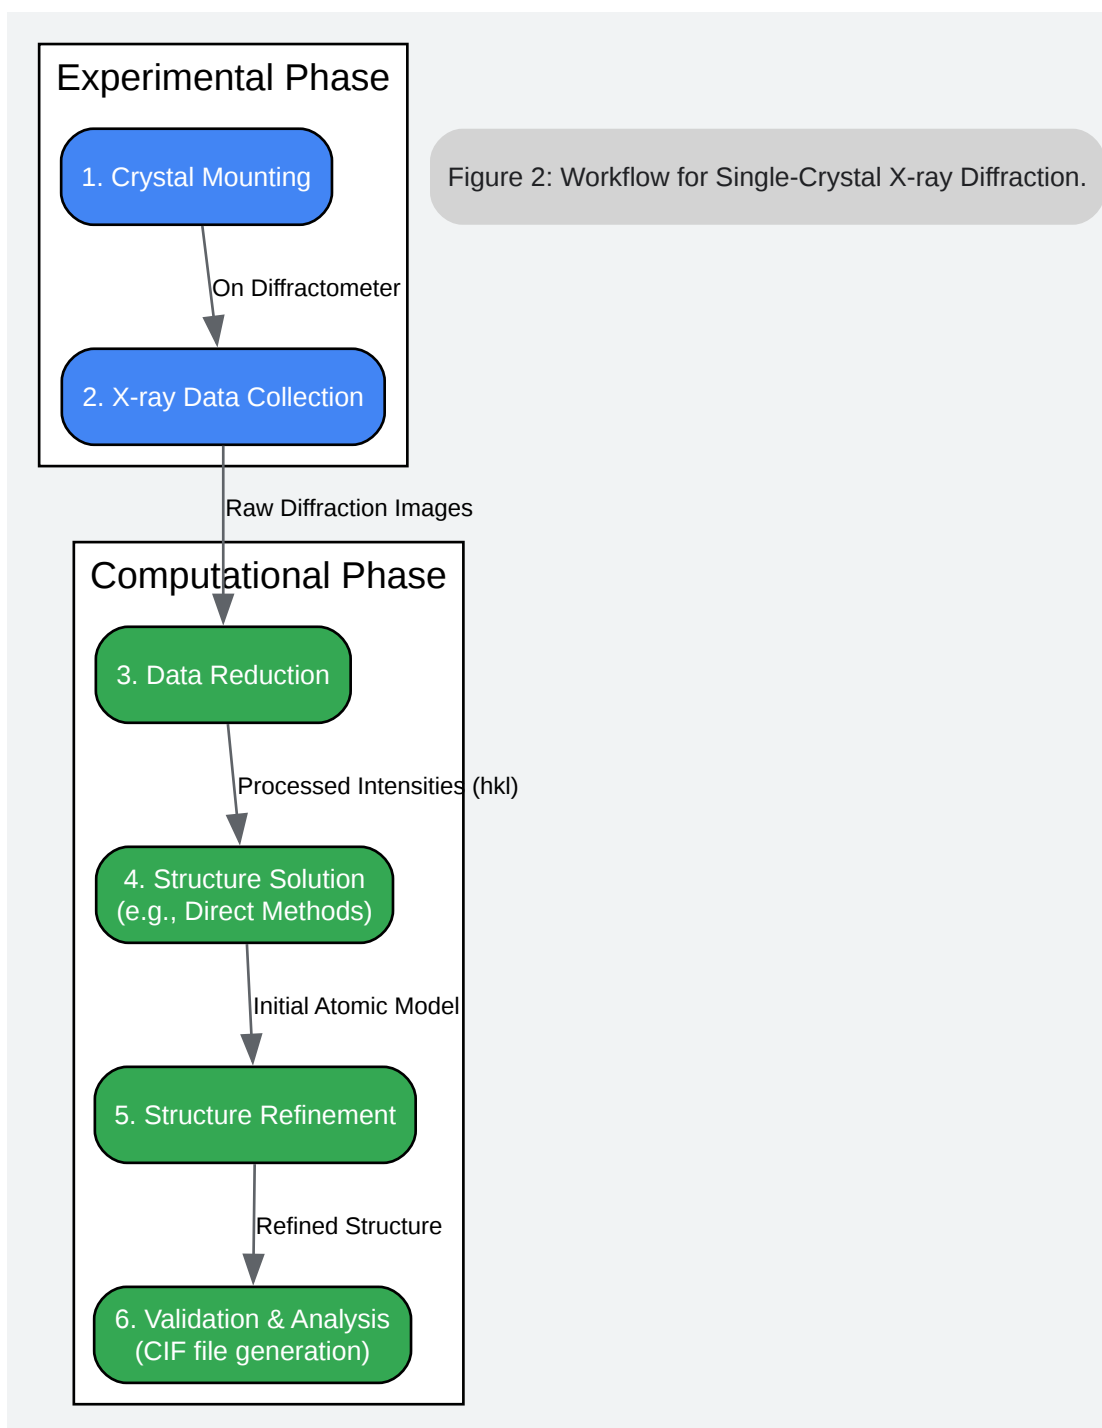 Experimental Phase
1. Crystal Mounting
Figure 2: Workflow for Single-Crystal X-ray Diffraction.
On Diffractometer
2. X-ray Data Collection
Raw Diffraction Images
Computational Phase
3. Data Reduction
Processed Intensities (hkl)
4. Structure Solution
(e.g., Direct Methods)
Initial Atomic Model
5. Structure Refinement
Refined Structure
6. Validation & Analysis
(CIF file generation)